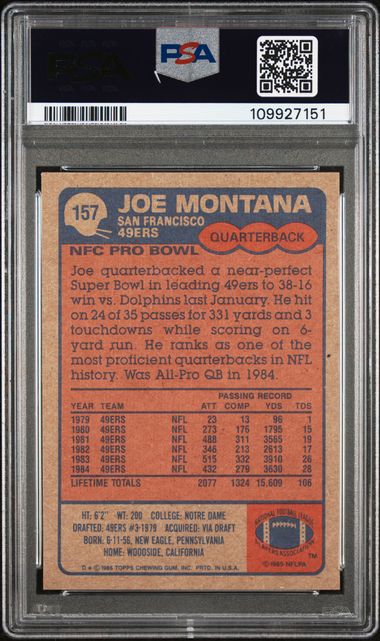 PSA
PSA
109927151
157
JOE MONTANA
SAN FRANCISCO
49ERS
QUARTERBACK
NFC PRO BOWL
Joe quarterbacked a near-perfect
Super Bowl in leading 49ers to 38-16
win vs. Dolphins last January. He hit
on 24 of 35 passes for 331 yards and 3
touchdowns while scoring on 6-
yard run. He ranks as one of the
most proficient quarterbacks in NFL
history. Was All-Pro QB in 1984.
PASSING RECORD
YEAR TEAM ATT COMP YDS TDS
1979 49ERS NFL 23 13 96 1
1980 49ERS NFL 273 176 1795 15
1981 49ERS NFL 488 311 3565 19
1982 49ERS NFL 346 213 2613 17
1983 49ERS NFL 515 332 3910 26
1984 49ERS NFL 432 279 3630 28
LIFETIME TOTALS 2077 1324 15,609 106
HT: 6'2" WT: 200 COLLEGE: NOTRE DAME
DRAFTED: 49ERS #3-1979 ACQUIRED: VIA DRAFT
BORN: 6-11-56, NEW EAGLE, PENNSYLVANIA
HOME: WOODSIDE, CALIFORNIA
D* © 1985 TOPPS CHEWING GUM, INC. PRTD. IN U.S.A.
NATIONAL FOOTBALL LEAGUE
PLAYERS ASSOCIATION
TM
© 1985 NFLPA